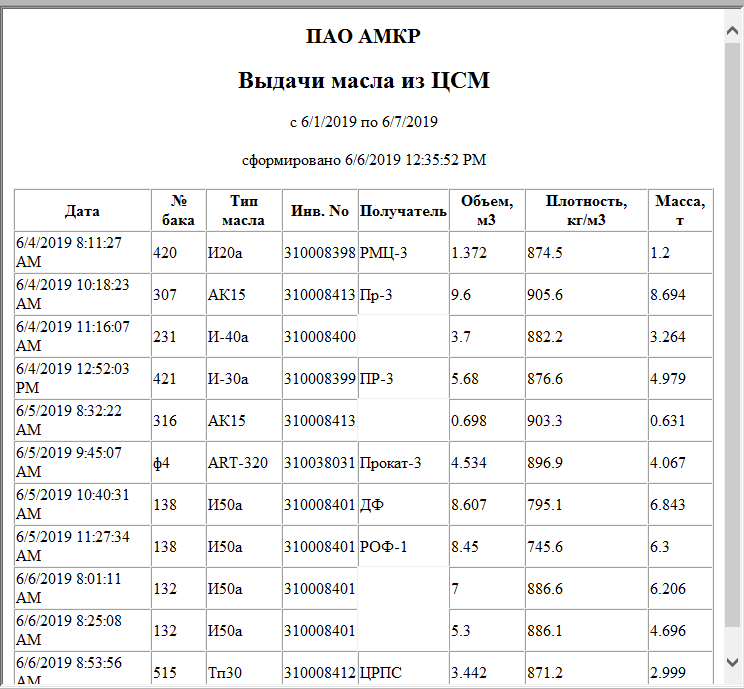 ПАО АМКР
Выдачи масла из ЦСМ
с 6/1/2019 по 6/7/2019
сформировано 6/6/2019 12:35:52 PM
Дата № бака Тип масла Инв. No Получатель Объем, м3 Плотность, кг/м3 Масса, т
6/4/2019 8:11:27 AM 420 И20а 310008398 РМЦ-3 1.372 874.5 1.2
6/4/2019 10:18:23 AM 307 АК15 310008413 Пр-3 9.6 905.6 8.694
6/4/2019 11:16:07 AM 231 И-40а 310008400 3.7 882.2 3.264
6/4/2019 12:52:03 PM 421 И-30а 310008399 ПР-3 5.68 876.6 4.979
6/5/2019 8:32:22 AM 316 АК15 310008413 0.698 903.3 0.631
6/5/2019 9:45:07 AM ф4 ART-320 310038031 Прокат-3 4.534 896.9 4.067
6/5/2019 10:40:31 AM 138 И50а 310008401 ДФ 8.607 795.1 6.843
6/5/2019 11:27:34 AM 138 И50а 310008401 РОФ-1 8.45 745.6 6.3
6/6/2019 8:01:11 AM 132 И50а 310008401 7 886.6 6.206
6/6/2019 8:25:08 AM 132 И50а 310008401 5.3 886.1 4.696
6/6/2019 8:53:56 AM 515 Тп30 310008412 ЦРПС 3.442 871.2 2.999